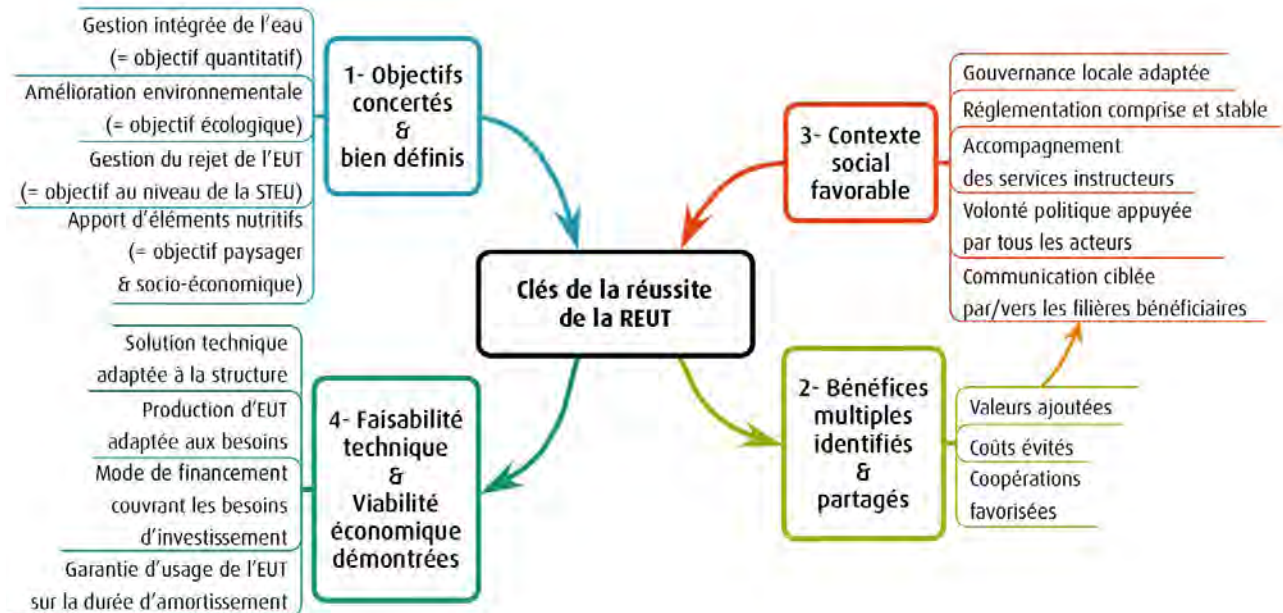 Gestion intégrée de l'eau
(= objectif quantitatif)
Amélioration environnementale
(= objectif écologique)
Gestion du rejet de l'EUT
(= objectif au niveau de la STEU)
Apport d'éléments nutritifs
(= objectif paysager
& socio-économique)
1- Objectifs
concertés
&
bien définis
3- Contexte
social
favorable
Gouvernance locale adaptée
Réglementation comprise et stable
Accompagnement
des services instructeurs
Volonté politique appuyée
par tous les acteurs
Communication ciblée
par/vers les filières bénéficiaires
Clés de la réussite
de la REUT
Solution technique
adaptée à la structure
Production d'EUT
adaptée aux besoins
Mode de financement
couvrant les besoins
d'investissement
Garantie d'usage de l'EUT
sur la durée d'amortissement
4- Faisabilité
technique
&
Viabilité
économique
démontrées
2- Bénéfices
multiples
identifiés
&
partagés
Valeurs ajoutées
Coûts évités
Coopérations
favorisées